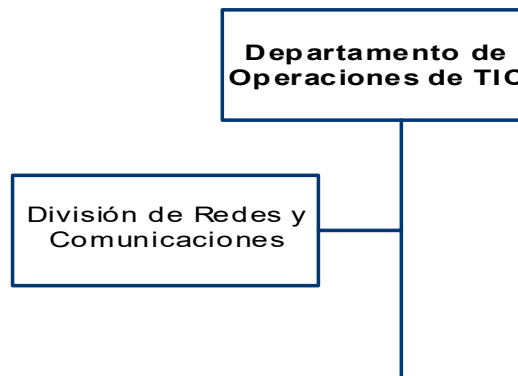 Departamento de
Operaciones de TIC
División de Redes y
Comunicaciones